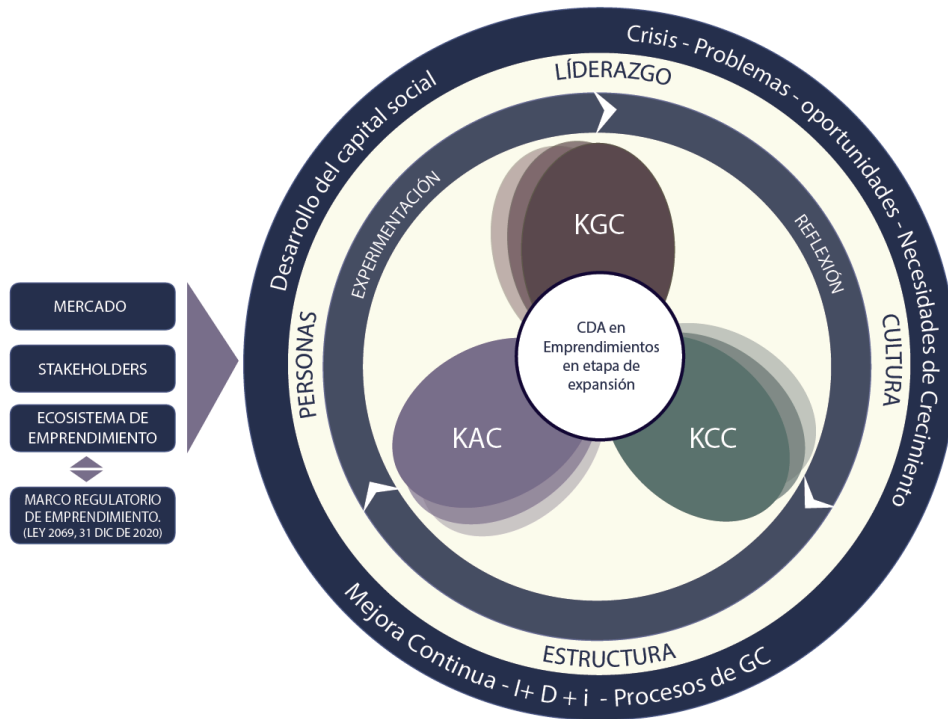 Crisis - Problemas - oportunidades - Necesidades de Crecimiento
Desarrollo del capital social
LÍDERAZGO
EXPERIMENTACIÓN
REFLEXIÓN
KGC
MERCADO
STAKEHOLDERS
ECOSISTEMA DE
EMPRENDIMIENTO
MARCO REGULATORIO
DE EMPRENDIMIENTO.
(LEY 2069, 31 DIC DE 2020)
PERSONAS
CDA en
Emprendimientos
en etapa de
expansión
CULTURA
KAC
KCC
ESTRUCTURA
Mejora Continua - I+ D + i - Procesos de GC